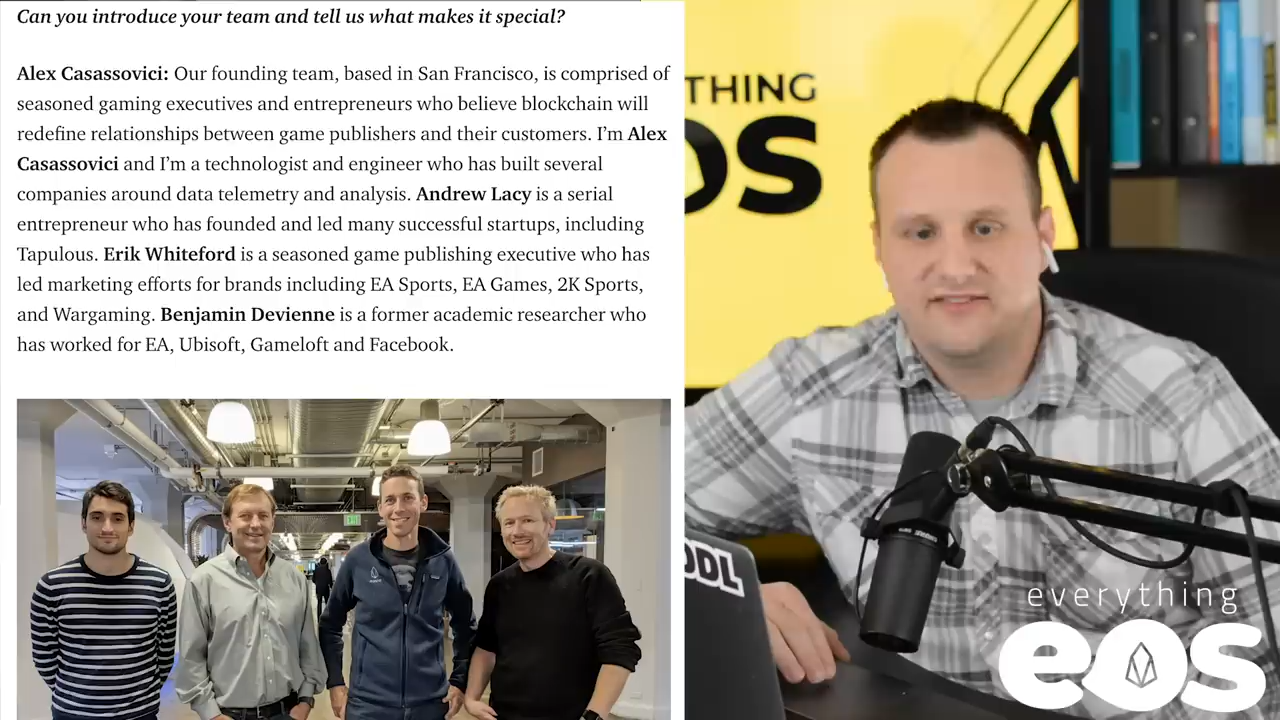 Can you introduce your team and tell us what makes it special?
Alex Casassovici: Our founding team, based in San Francisco, is comprised of
seasoned gaming executives and entrepreneurs who believe blockchain will
redefine relationships between game publishers and their customers. I’m Alex
Casassovici and I’m a technologist and engineer who has built several
companies around data telemetry and analysis. Andrew Lacy is a serial
entrepreneur who has founded and led many successful startups, including
Tapulous. Erik Whiteford is a seasoned game publishing executive who has
led marketing efforts for brands including EA Sports, EA Games, 2K Sports,
and Wargaming. Benjamin Devienne is a former academic researcher who
has worked for EA, Ubisoft, Gameloft and Facebook.
THING
OS
DDL
everything
eos